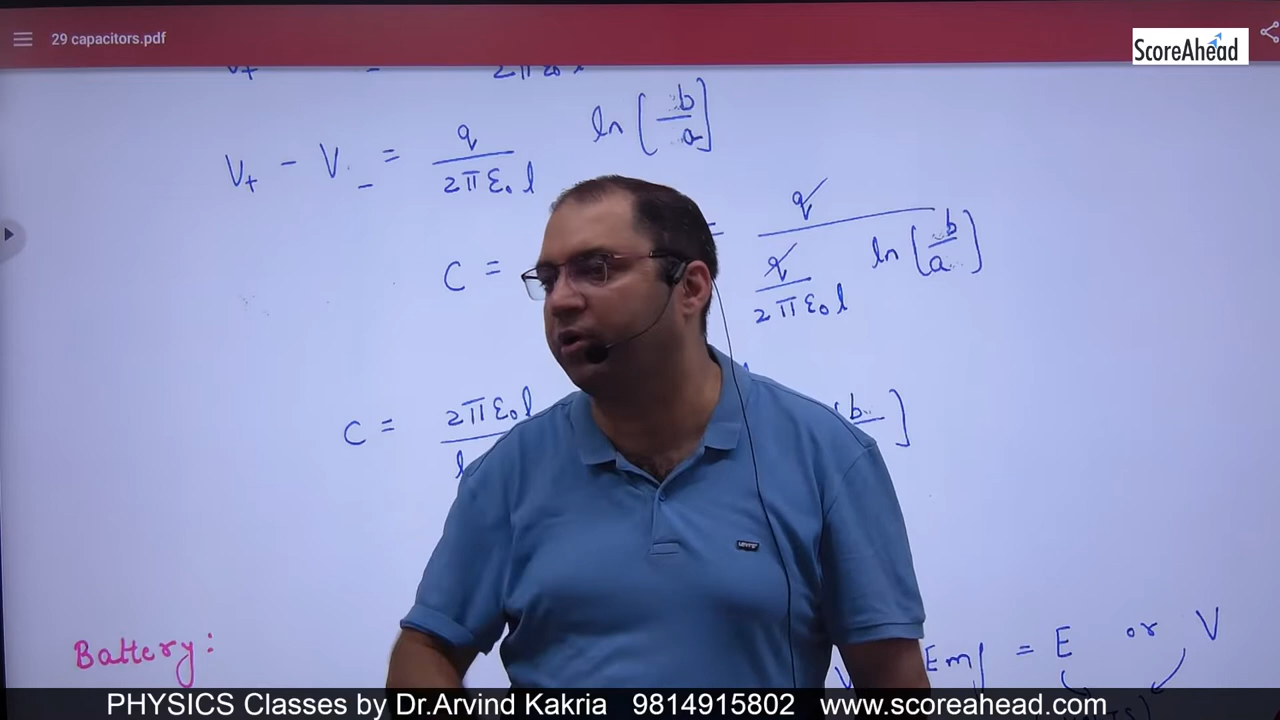 29 capacitors.pdf
ScoreAhead
2πε₀l
V₊ - V₋ = q / 2πε₀l ln [b/a]
C = = q / q / 2πε₀l ln [b/a]
C = 2πε₀l b ]
Battery:
Emf = E or V
PHYSICS Classes by Dr.Arvind Kakria 9814915802 www.scoreahead.com